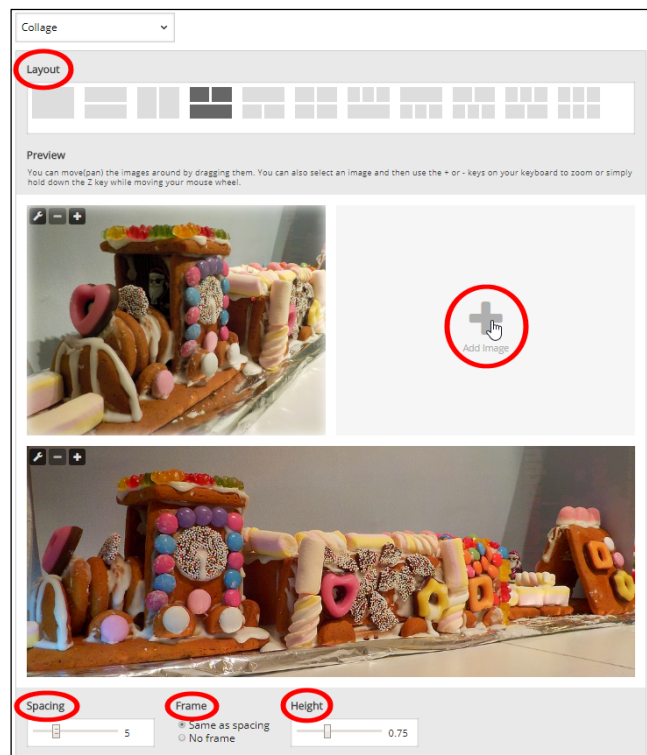 Collage
Layout
Preview
You can move(pan) the images around by dragging them. You can also select an image and then use the + or - keys on your keyboard to zoom or simply
hold down the Z key while moving your mouse wheel.
Add Image
Spacing
Frame
Height
5
Same as spacing
No frame
0.75